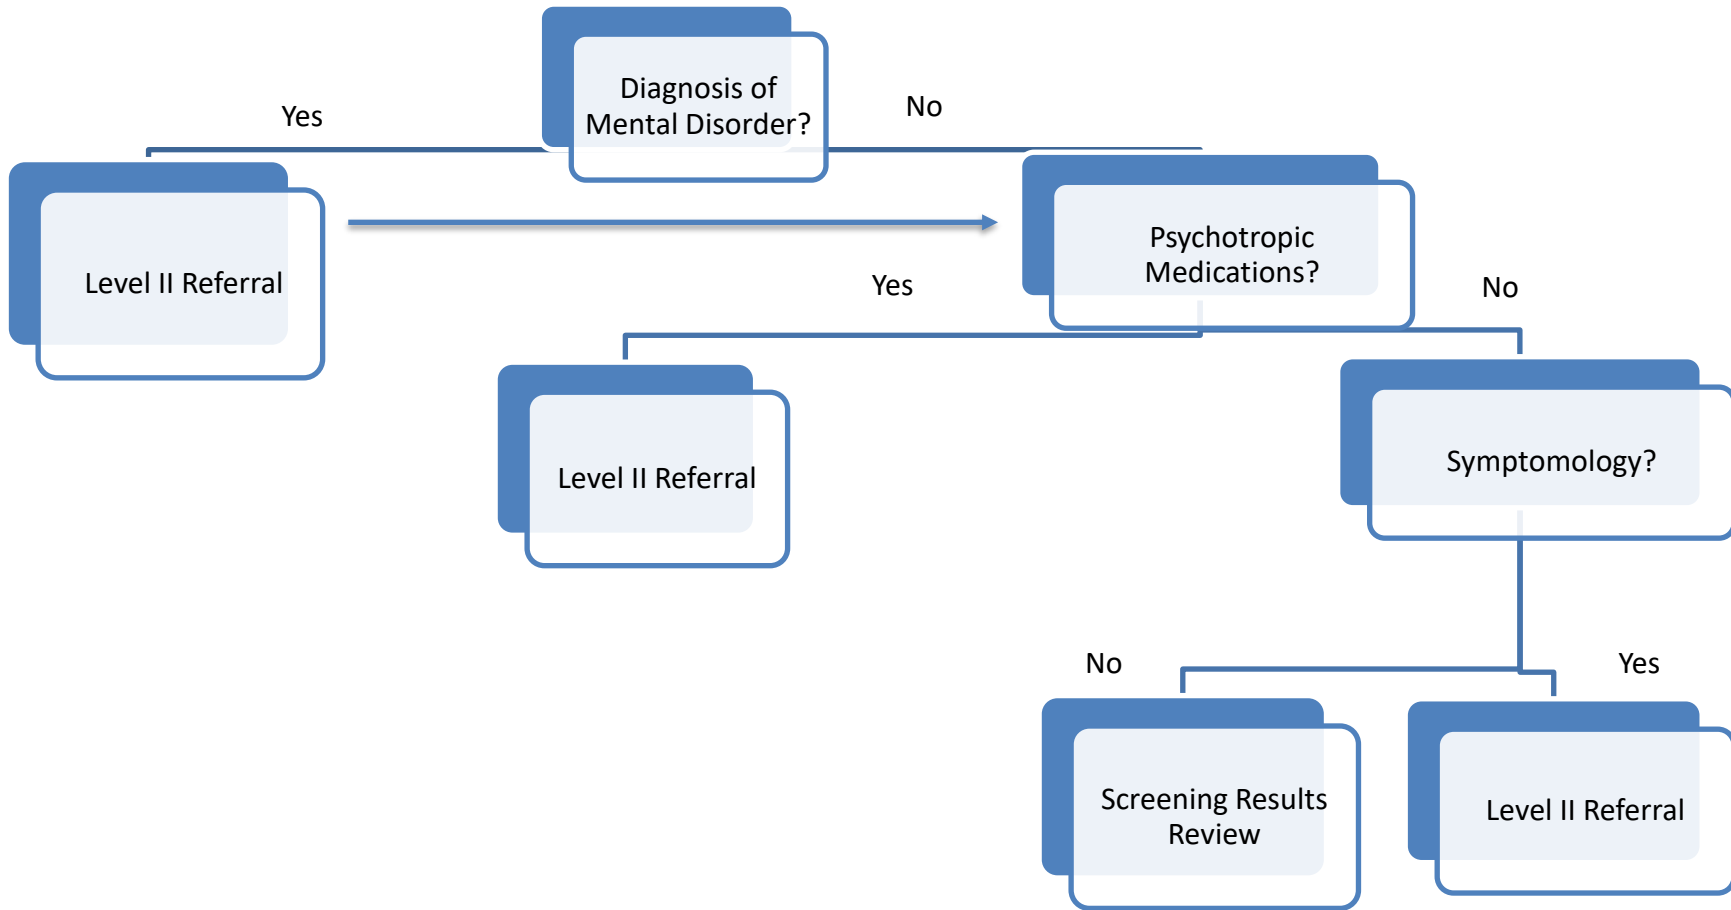 Diagnosis of
Mental Disorder?
Yes
No
Level II Referral
Psychotropic
Medications?
Yes
No
Level II Referral
Symptomology?
No
Yes
Screening Results
Review
Level II Referral